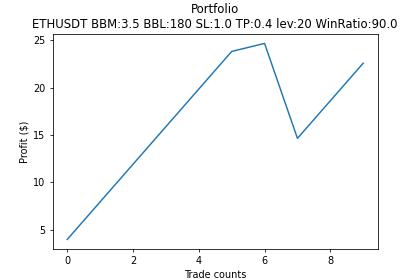 Portfolio
ETHUSDT BBM:3.5 BBL:180 SL:1.0 TP:0.4 lev:20 WinRatio:90.0
25
20
15
10
5
Profit ($)
0 2 4 6 8
Trade counts